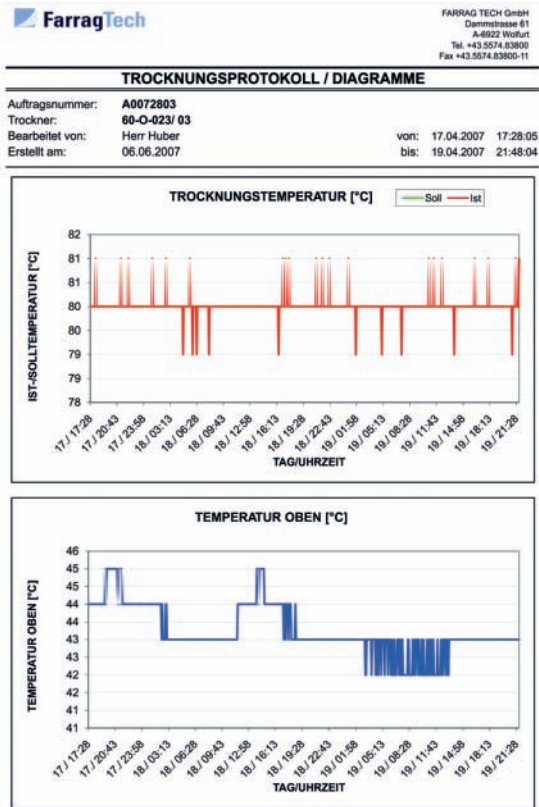 FarragTech
FARRAG TECH GmbH
Dammstrasse 61
A-6922 Wolfurt
Tel. +43.5574.83800
Fax +43.5574.83800-11
TROCKNUNGSPROTOKOLL / DIAGRAMME
Auftragsnummer: A0072803
Trockner: 60-O-023/ 03
Bearbeitet von: Herr Huber von: 17.04.2007 17:28:05
Erstellt am: 06.06.2007 bis: 19.04.2007 21:48:04
TROCKNUNGSTEMPERATUR [°C]
Soll Ist
IST-/SOLLTEMPERATUR [°C]
82
81
81
80
80
79
79
78
17 / 17:28 17 / 20:43 17 / 23:58 18 / 03:13 18 / 06:28 18 / 09:43 18 / 12:58 18 / 16:13 18 / 19:28 18 / 22:43 19 / 01:58 19 / 05:13 19 / 08:28 19 / 11:43 19 / 14:58 19 / 18:13 19 / 21:28
TAG/UHRZEIT
TEMPERATUR OBEN [°C]
TEMPERATUR OBEN [°C]
46
45
45
44
44
43
43
42
42
41
41
17 / 17:28 17 / 20:43 17 / 23:58 18 / 03:13 18 / 06:28 18 / 09:43 18 / 12:58 18 / 16:13 18 / 19:28 18 / 22:43 19 / 01:58 19 / 05:13 19 / 08:28 19 / 11:43 19 / 14:58 19 / 18:13 19 / 21:28
TAG/UHRZEIT